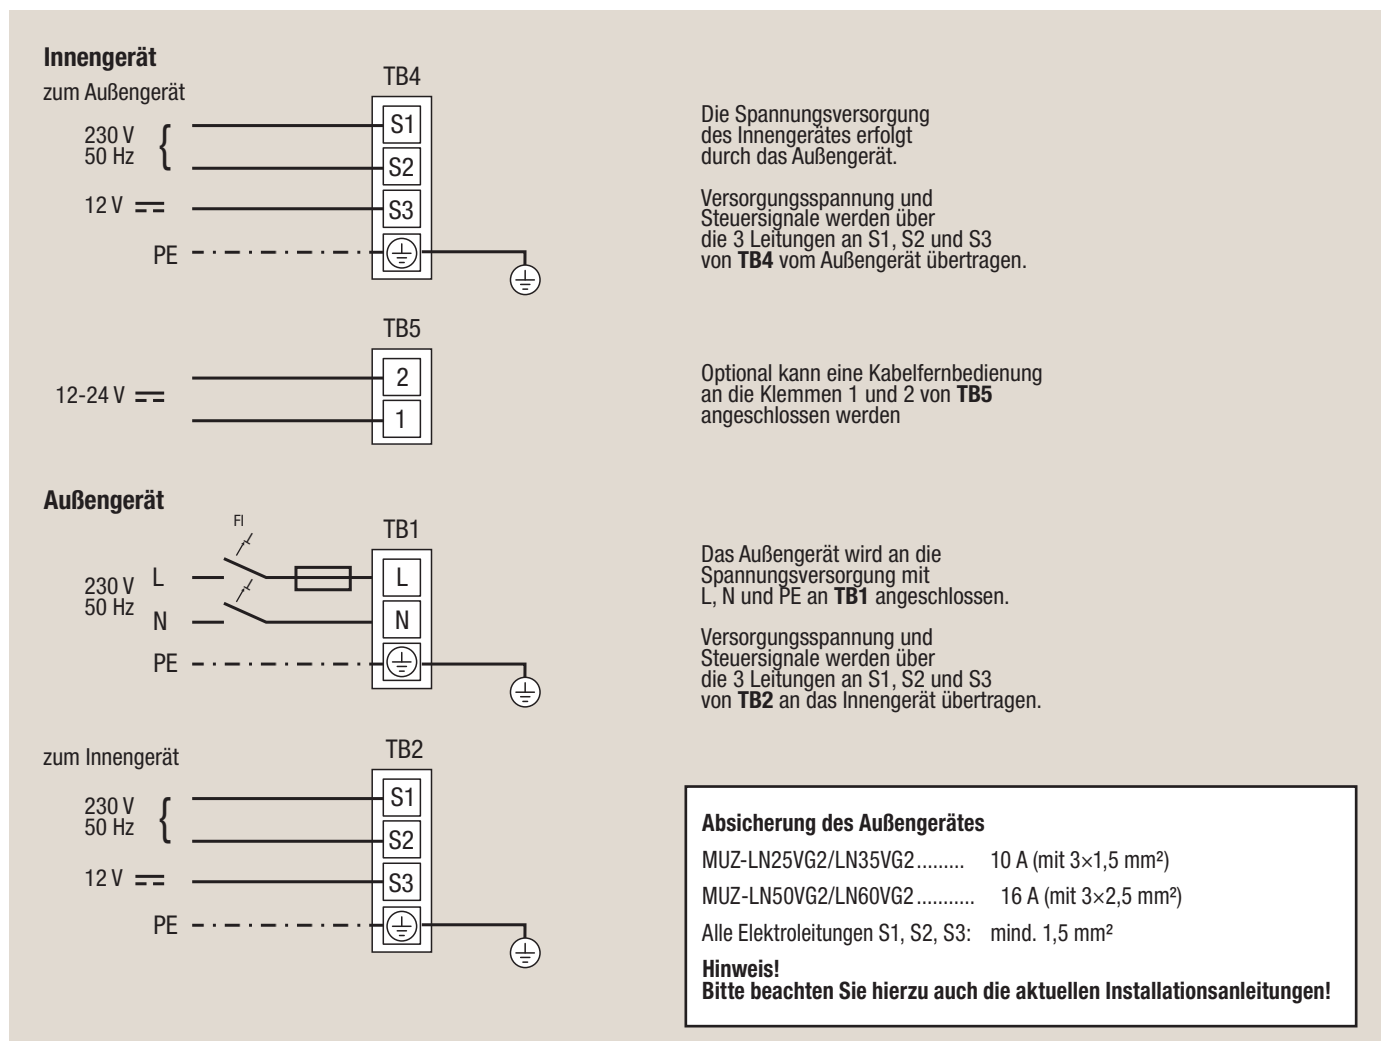 Innengerät
zum Außengerät
TB4
230 V
50 Hz
S1
S2
12 V
S3
PE
Die Spannungsversorgung
des Innengerätes erfolgt
durch das Außengerät.
Versorgungsspannung und
Steuersignale werden über
die 3 Leitungen an S1, S2 und S3
von TB4 vom Außengerät übertragen.
TB5
12-24 V
2
1
Optional kann eine Kabelfernbedienung
an die Klemmen 1 und 2 von TB5
angeschlossen werden
Außengerät
FI
TB1
230 V
50 Hz
L
L
N
N
PE
Das Außengerät wird an die
Spannungsversorgung mit
L, N und PE an TB1 angeschlossen.
Versorgungsspannung und
Steuersignale werden über
die 3 Leitungen an S1, S2 und S3
von TB2 an das Innengerät übertragen.
zum Innengerät
TB2
230 V
50 Hz
S1
S2
12 V
S3
PE
Absicherung des Außengerätes
MUZ-LN25VG2/LN35VG2......... 10 A (mit 3×1,5 mm²)
MUZ-LN50VG2/LN60VG2........... 16 A (mit 3×2,5 mm²)
Alle Elektroleitungen S1, S2, S3: mind. 1,5 mm²
Hinweis!
Bitte beachten Sie hierzu auch die aktuellen Installationsanleitungen!